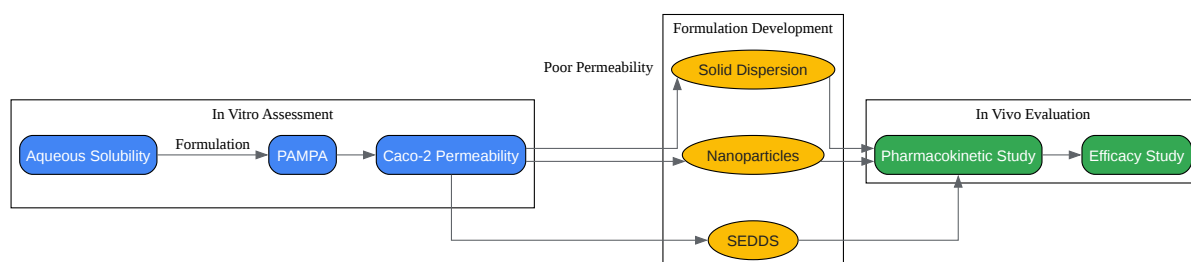 Formulation Development
Poor Permeability
Solid Dispersion
In Vitro Assessment
In Vivo Evaluation
Aqueous Solubility
Formulation
PAMPA
Caco-2 Permeability
Nanoparticles
Pharmacokinetic Study
Efficacy Study
SEDDS